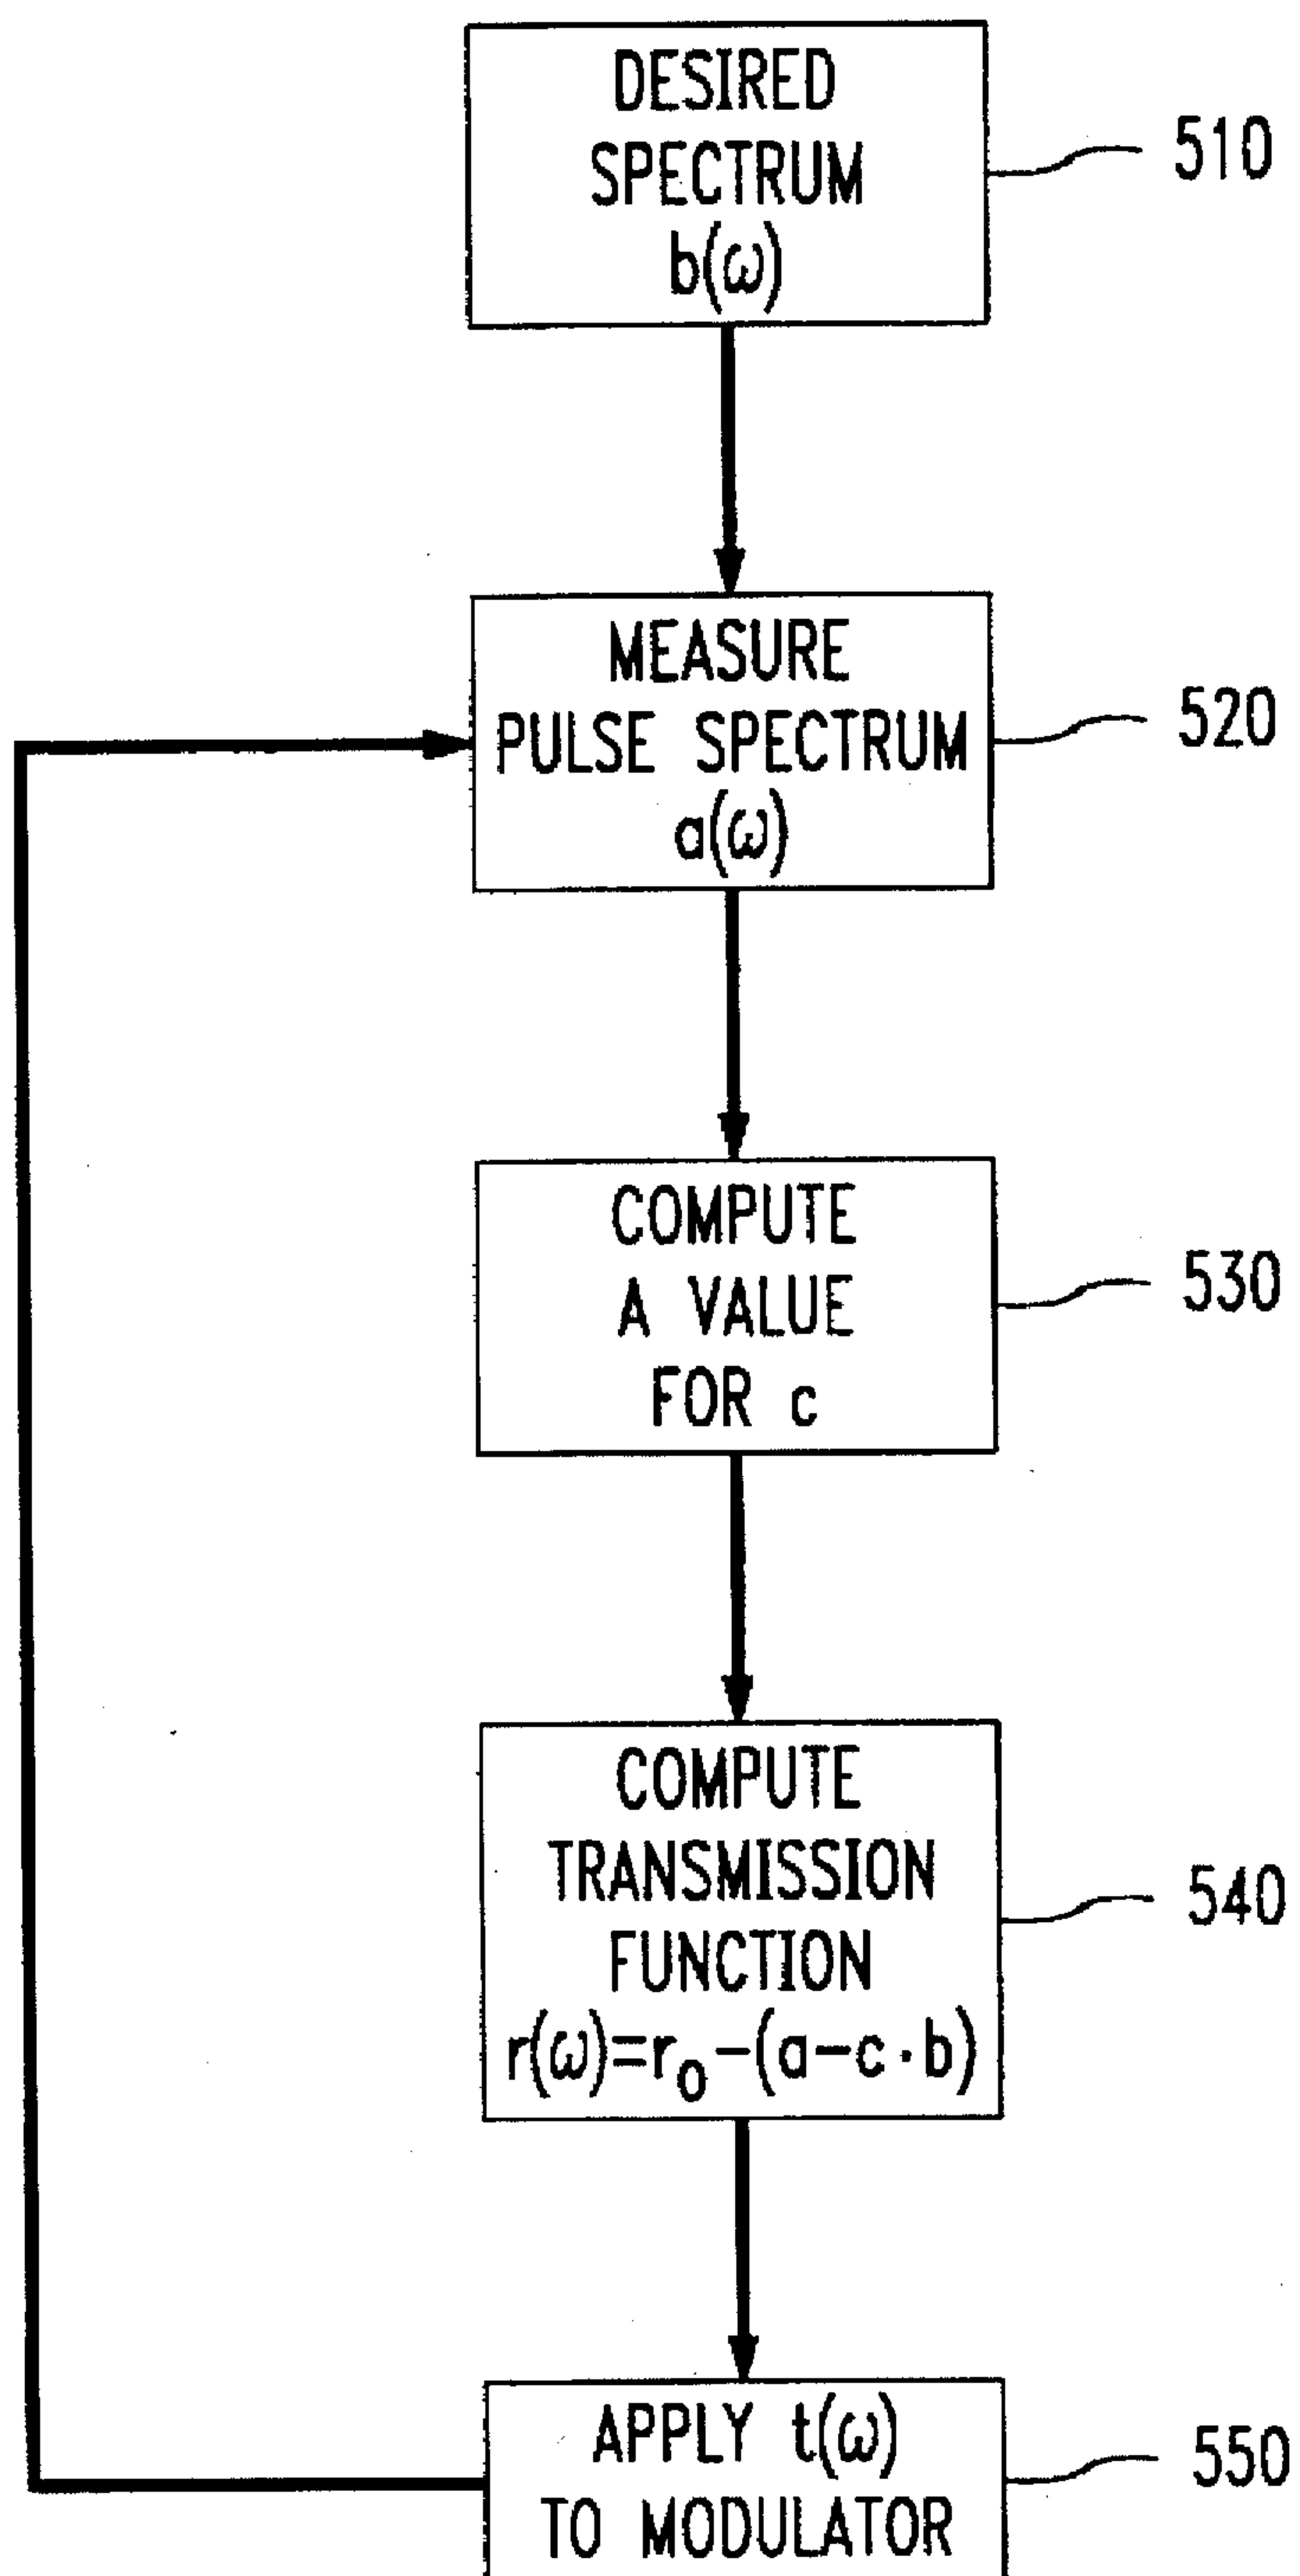 DESIRED
SPECTRUM
b(ω)
510
MEASURE
PULSE SPECTRUM
a(ω)
520
COMPUTE
A VALUE
FOR c
530
COMPUTE
TRANSMISSION
FUNCTION
r(ω)=r₀-(a-c·b)
540
APPLY t(ω)
TO MODULATOR
550